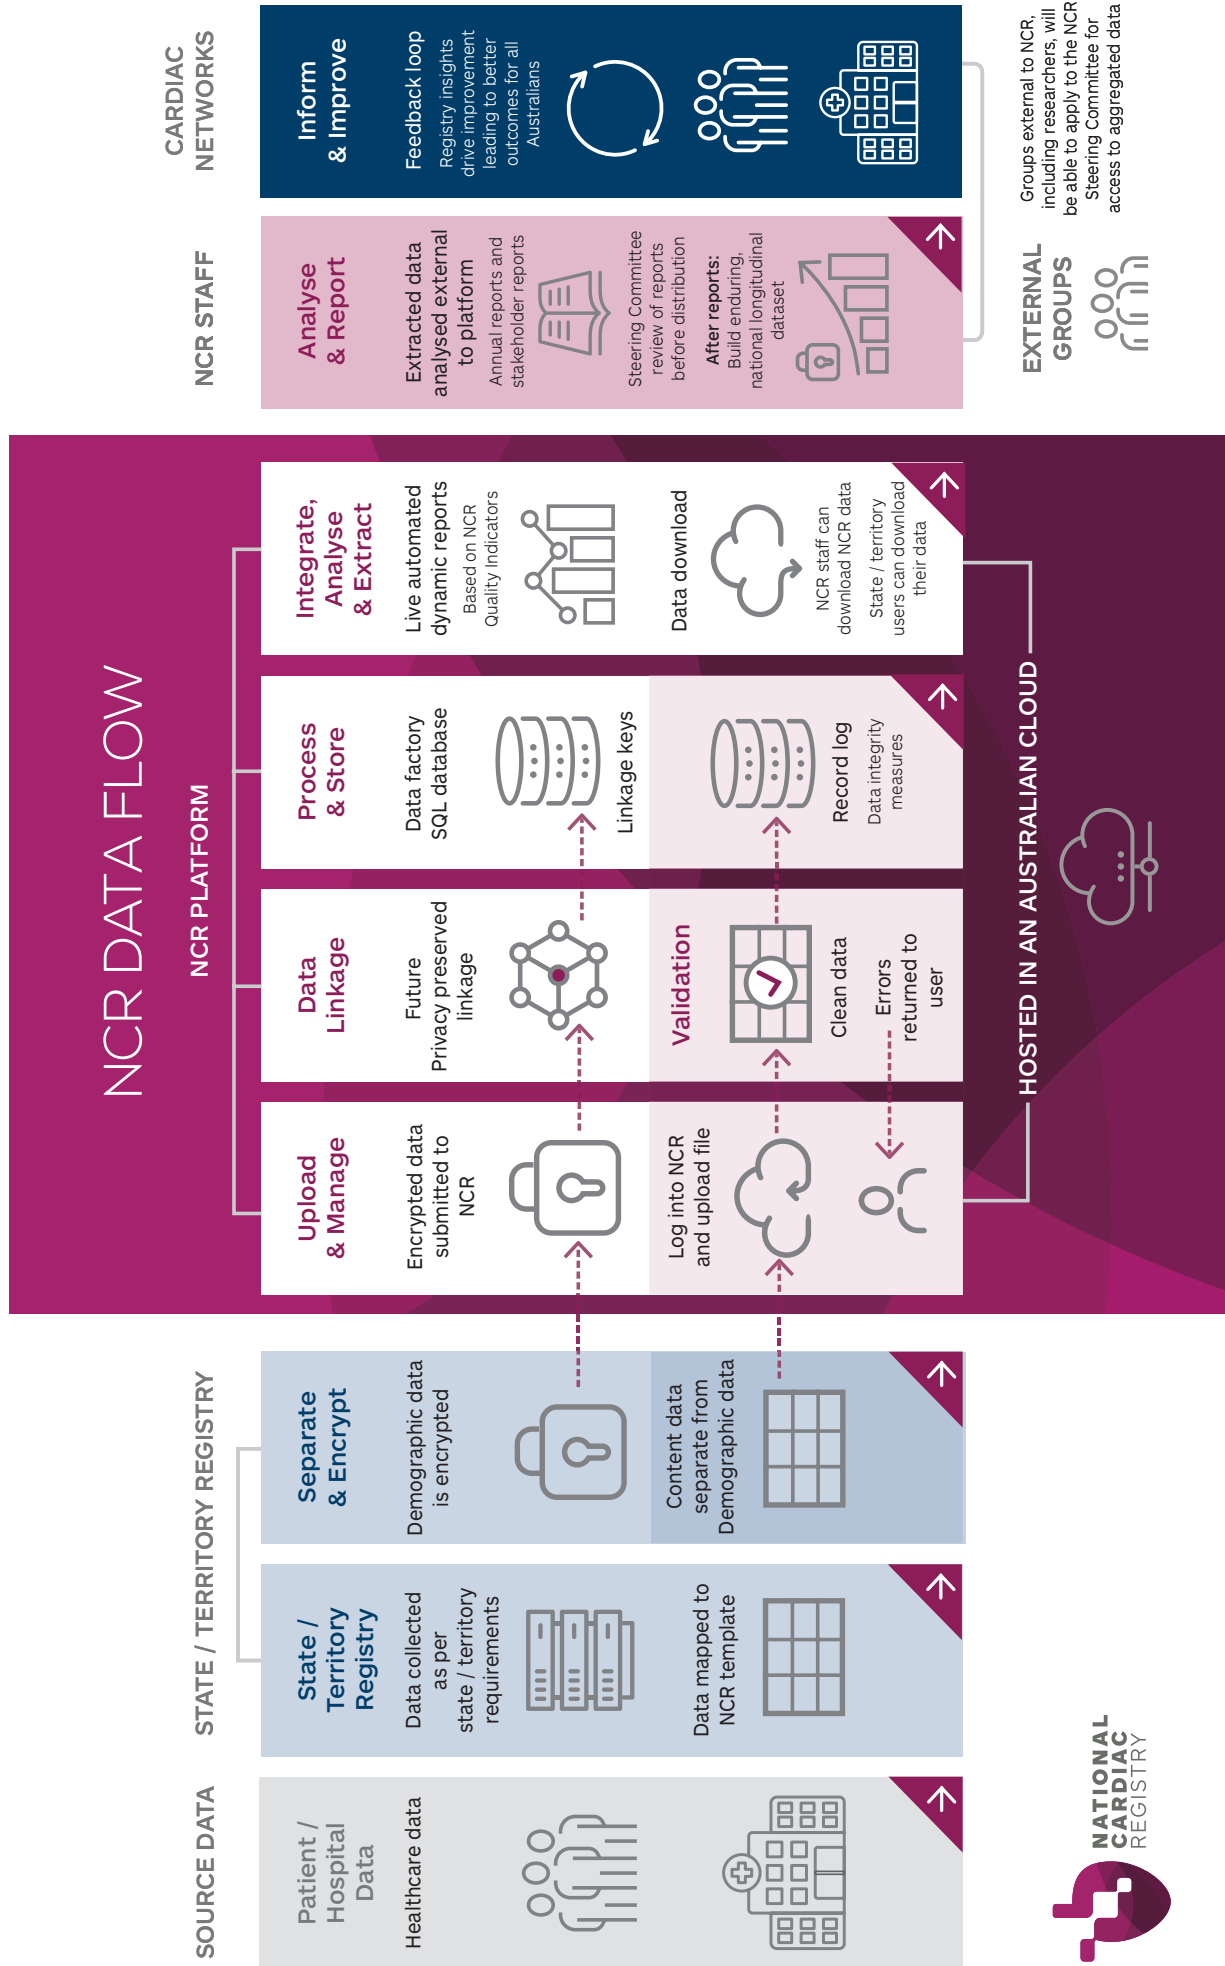 NCR DATA FLOW
SOURCE DATA
STATE / TERRITORY REGISTRY
NCR PLATFORM
NCR STAFF
CARDIAC
NETWORKS
Patient /
Hospital
Data
Healthcare data
State /
Territory
Registry
Data collected
as per
state / territory
requirements
Data mapped to
NCR template
Separate
& Encrypt
Demographic data
is encrypted
Content data
separate from
Demographic data
Upload
& Manage
Encrypted data
submitted to
NCR
Log into NCR
and upload file
Data
Linkage
Future
Privacy preserved
linkage
Validation
Clean data
Errors
returned to
user
Process
& Store
Data factory
SQL database
Linkage keys
Record log
Data integrity
measures
Integrate,
Analyse
& Extract
Live automated
dynamic reports
Based on NCR
Quality Indicators
Data download
NCR staff can
download NCR data
State / territory
users can download
their data
Analyse
& Report
Extracted data
analysed external
to platform
Annual reports and
stakeholder reports
Steering Committee
review of reports
before distribution
After reports:
Build enduring,
national longitudinal
dataset
Inform
& Improve
Feedback loop
Registry insights
drive improvement
leading to better
outcomes for all
Australians
HOSTED IN AN AUSTRALIAN CLOUD
EXTERNAL
GROUPS
Groups external to NCR,
including researchers, will
be able to apply to the NCR
Steering Committee for
access to aggregated data
NATIONAL
CARDIAC
REGISTRY